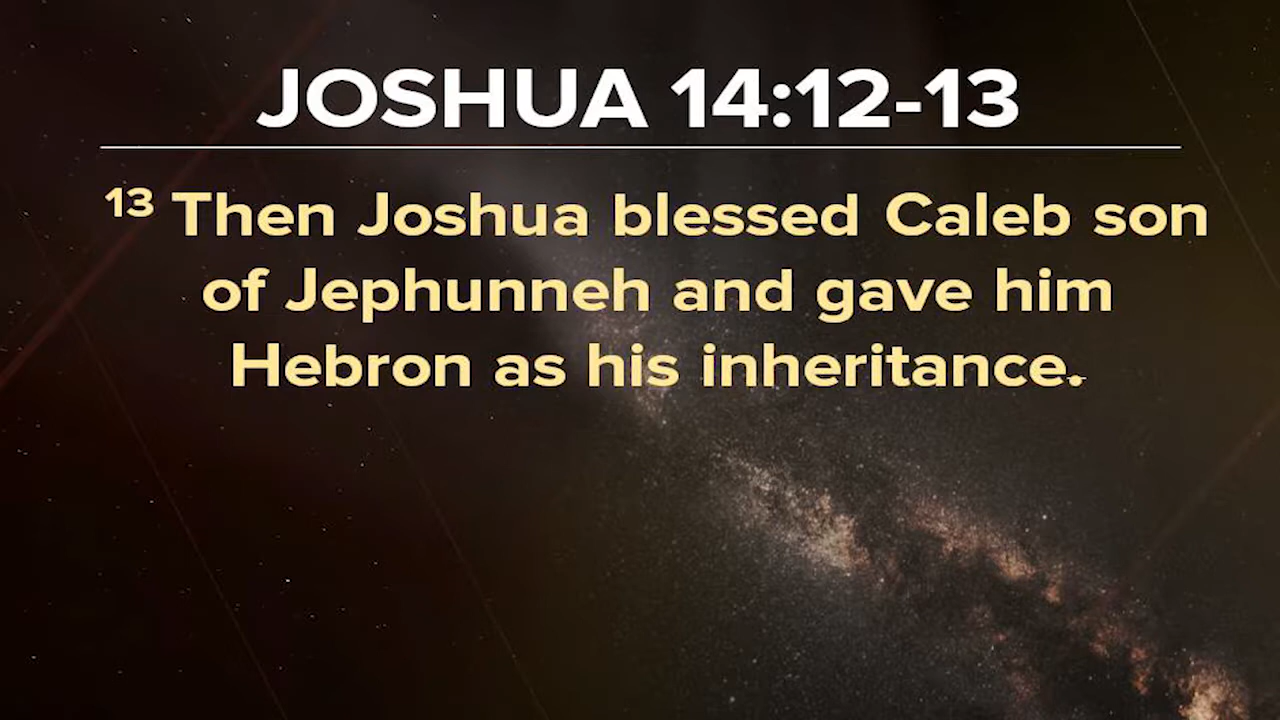 JOSHUA 14:12-13
¹³ Then Joshua blessed Caleb son
of Jephunneh and gave him
Hebron as his inheritance.